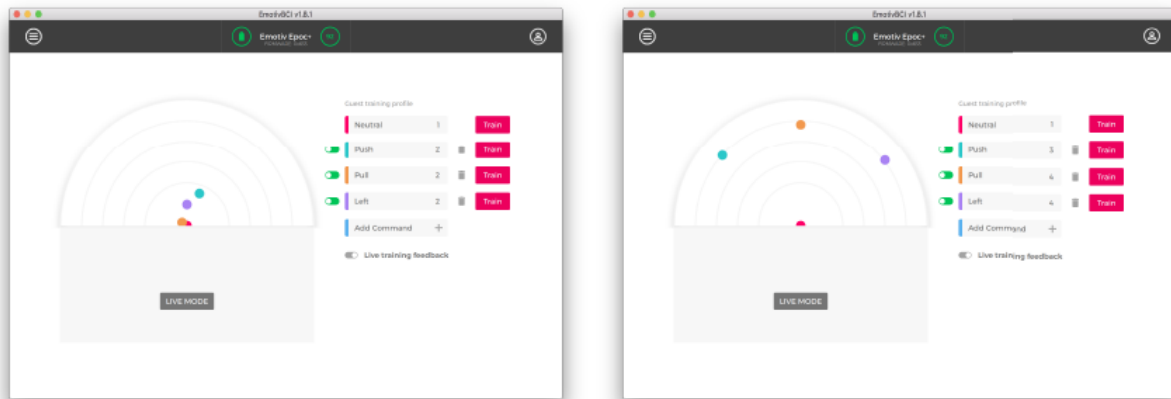 EmotivBCI v1.8.1
Emotiv Epoc+
Guest training profile
Neutral 1 Train
Push 2 Train
Pull 2 Train
Left 2 Train
Add Command +
Live training feedback
LIVE MODE
EmotivBCI v1.8.1
Emotiv Epoc+
Guest training profile
Neutral 1 Train
Push 3 Train
Pull 4 Train
Left 4 Train
Add Command +
Live training feedback
LIVE MODE